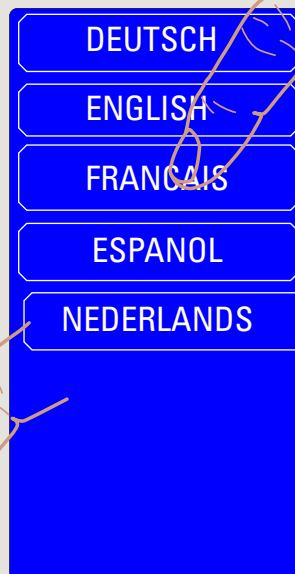 DEUTSCH
ENGLISH
FRANCAIS
ESPANOL
NEDERLANDS